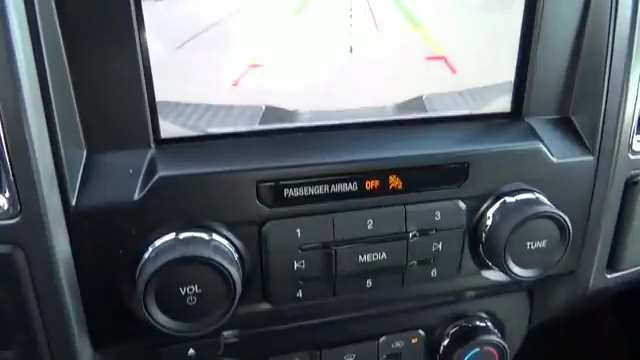 PASSENGER AIRBAG OFF
1 2 3
MEDIA
4 5 6
VOL
TUNE